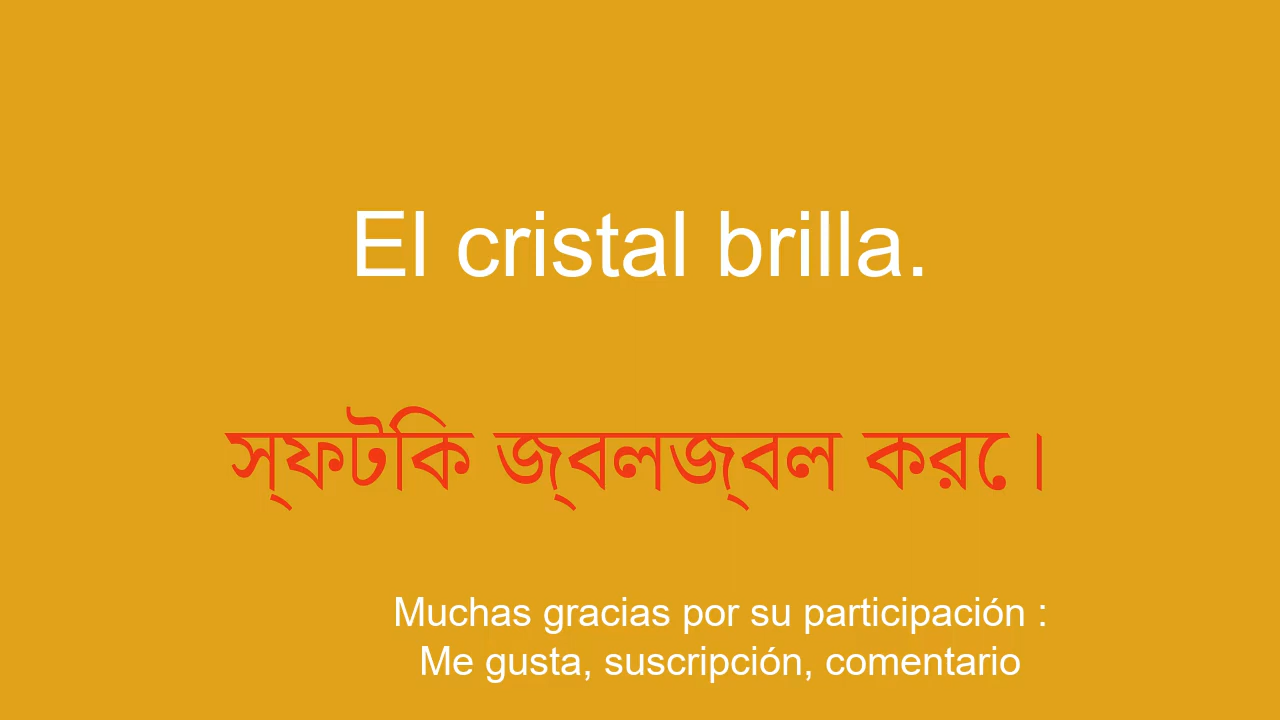 El cristal brilla.
স্ফটিক জ্বলজ্বল করে।
Muchas gracias por su participación :
Me gusta, suscripción, comentario